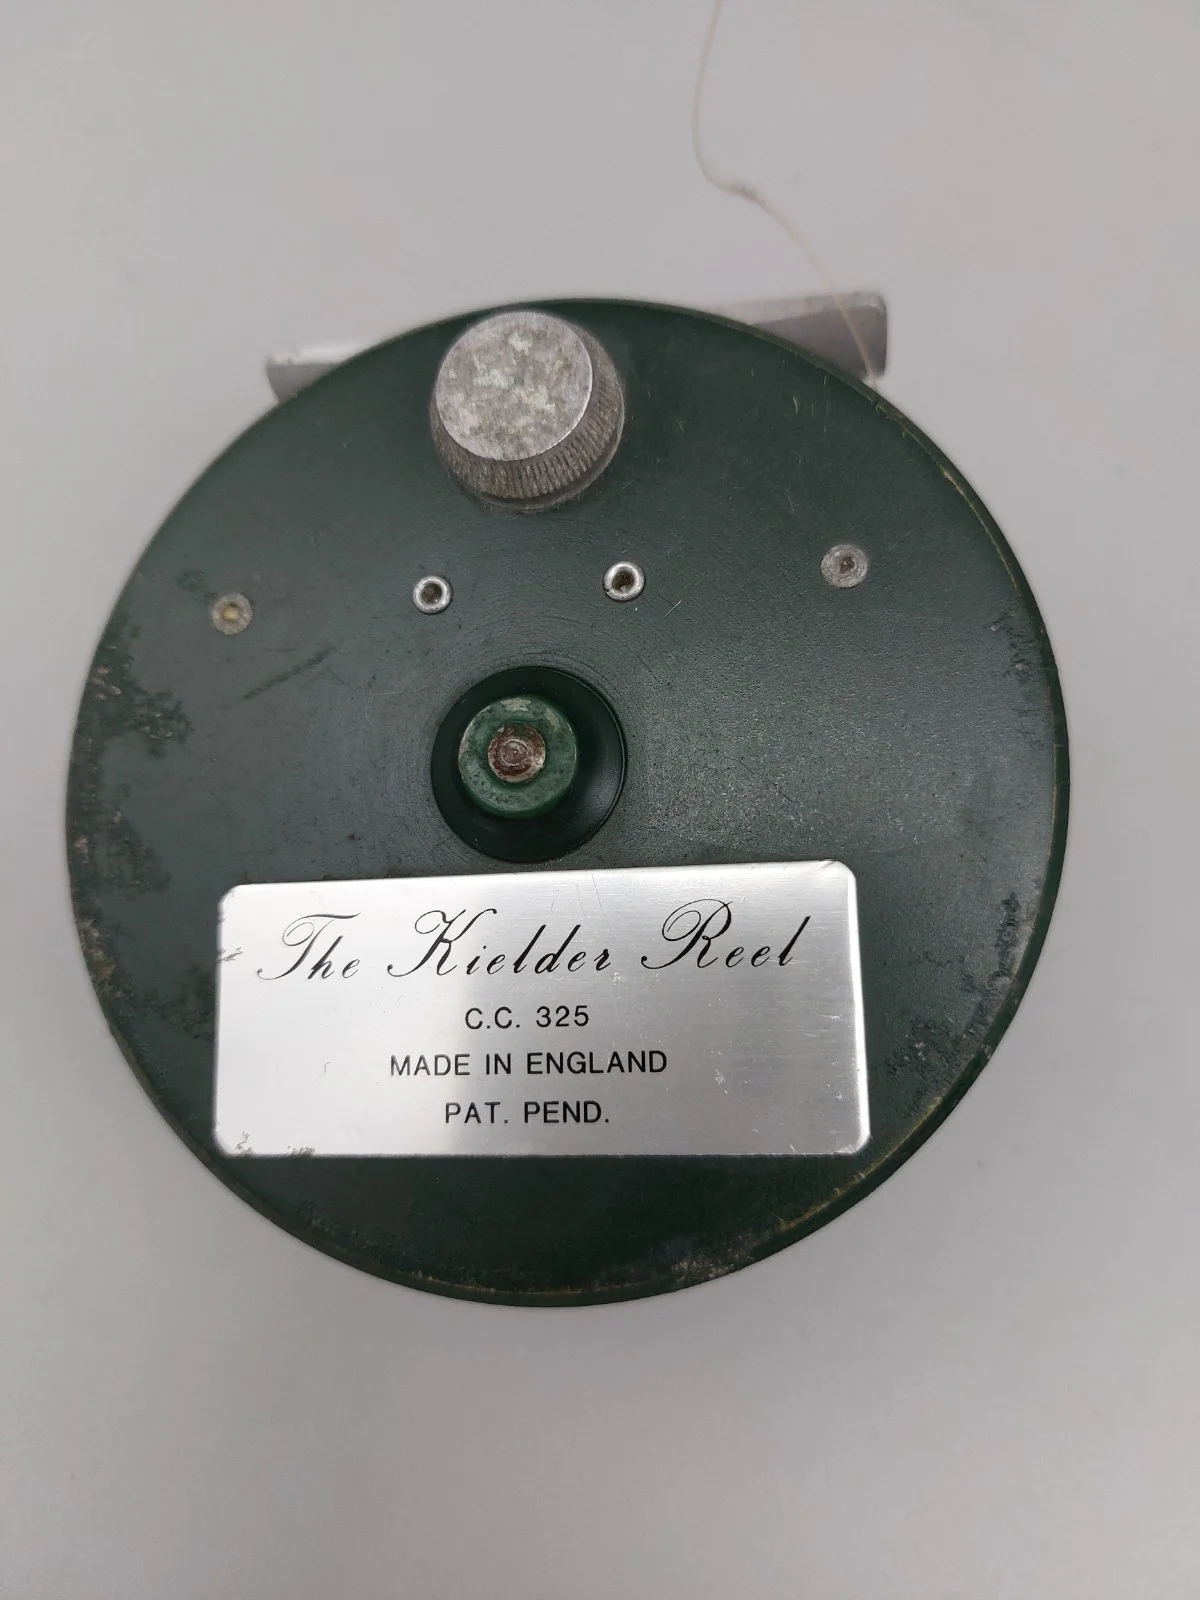 The Kielder Reel
C.C. 325
MADE IN ENGLAND
PAT. PEND.